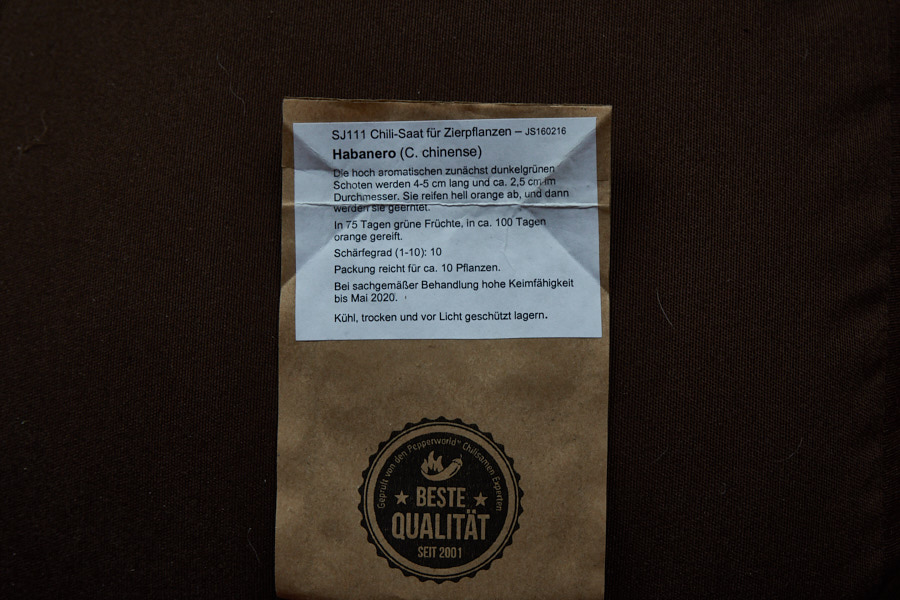 SJ111 Chili-Saat für Zierpflanzen – JS160216
Habanero (C. chinense)
Die hoch aromatischen zunächst dunkelgrünen
Schoten werden 4-5 cm lang und ca. 2,5 cm im
Durchmesser. Sie reifen hell orange ab, und dann
werden sie geerntet.
In 75 Tagen grüne Früchte, in ca. 100 Tagen
orange gereift.
Schärfegrad (1-10): 10
Packung reicht für ca. 10 Pflanzen.
Bei sachgemäßer Behandlung hohe Keimfähigkeit
bis Mai 2020.
Kühl, trocken und vor Licht geschützt lagern.
Geprüft von den Pepperworld™ Chilisamen Experten
BESTE
QUALITÄT
SEIT 2001